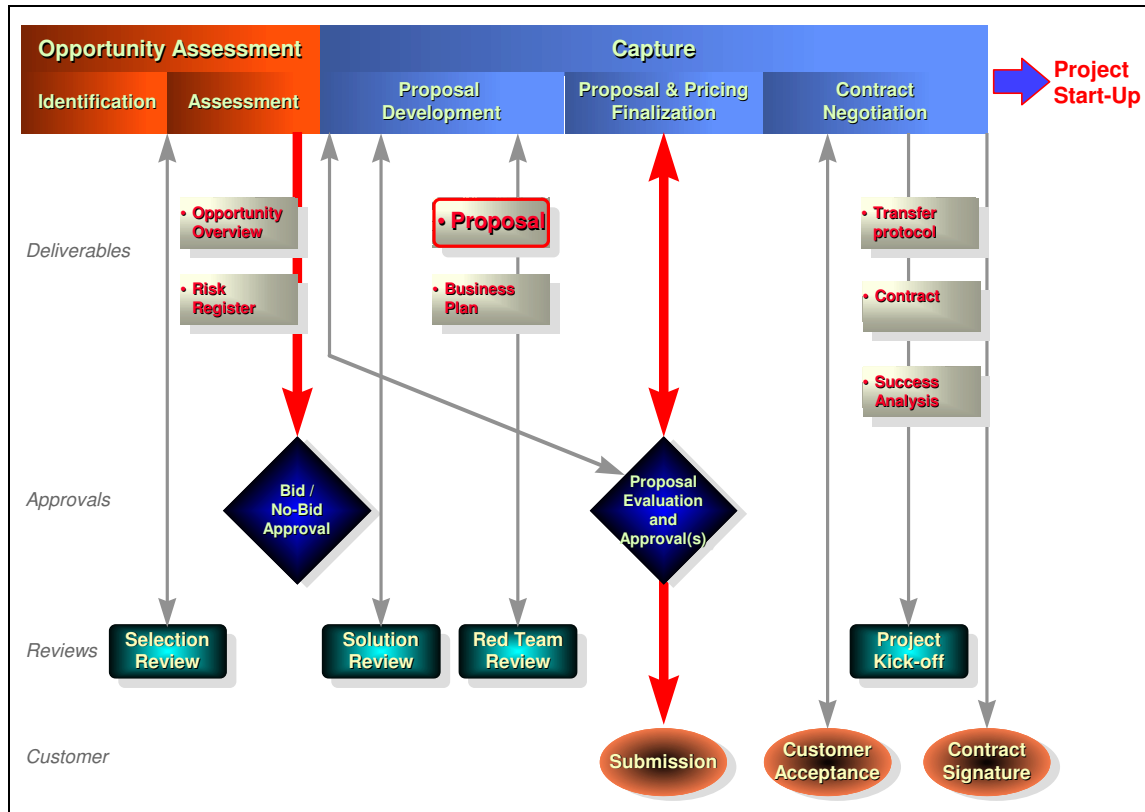 Opportunity Assessment
Capture
Project
Start-Up
Identification
Assessment
Proposal
Development
Proposal & Pricing
Finalization
Contract
Negotiation
Deliverables
• Opportunity
Overview
• Risk
Register
• Proposal
• Business
Plan
• Transfer
protocol
• Contract
• Success
Analysis
Approvals
Bid /
No-Bid
Approval
Proposal
Evaluation
and
Approval(s)
Reviews
Selection
Review
Solution
Review
Red Team
Review
Project
Kick-off
Customer
Submission
Customer
Acceptance
Contract
Signature